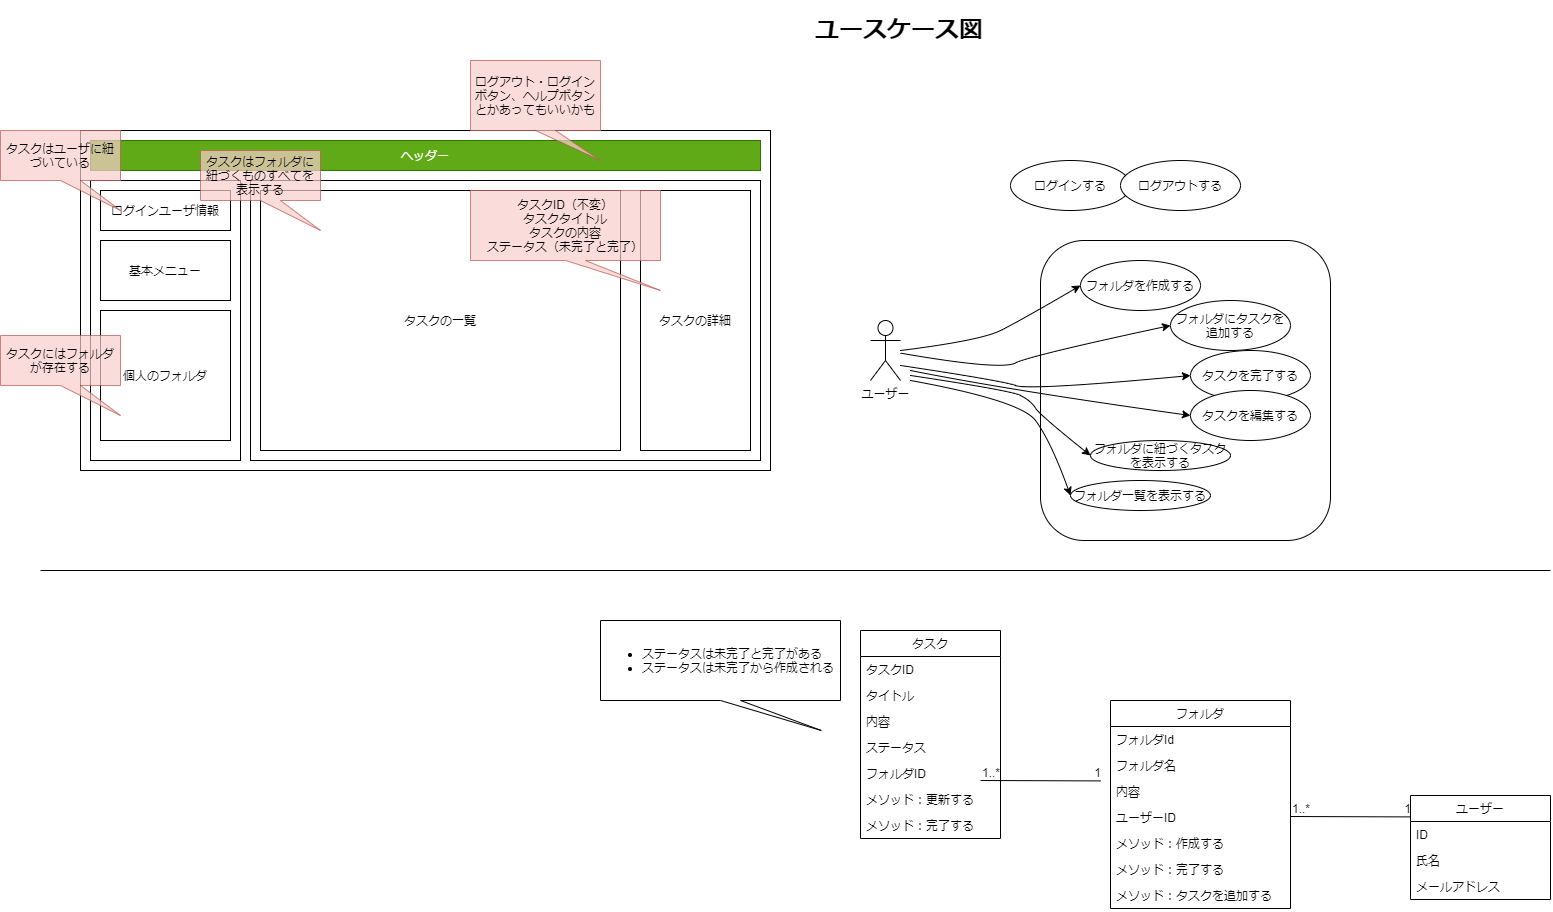 ユースケース図
ログアウト・ログイン
ボタン、ヘルプボタン
とかあってもいいかも
タスクはユーザに紐
づいている
ヘッダー
タスクはフォルダに
紐づくものすべてを
表示する
ログインユーザ情報
タスクID（不変）
タスクタイトル
タスクの内容
ステータス（未完了と完了）
基本メニュー
タスクの一覧
タスクの詳細
タスクにはフォルダ
が存在する
個人のフォルダ
ログインする
ログアウトする
フォルダを作成する
フォルダにタスクを
追加する
タスクを完了する
ユーザー
タスクを編集する
フォルダに紐づくタスク
を表示する
フォルダ一覧を表示する
• ステータスは未完了と完了がある
• ステータスは未完了から作成される
タスク
タスクID
タイトル
内容
ステータス
フォルダID
メソッド：更新する
メソッド：完了する
1..*
1
フォルダ
フォルダId
フォルダ名
内容
ユーザーID
メソッド：作成する
メソッド：完了する
メソッド：タスクを追加する
1..*
1
ユーザー
ID
氏名
メールアドレス